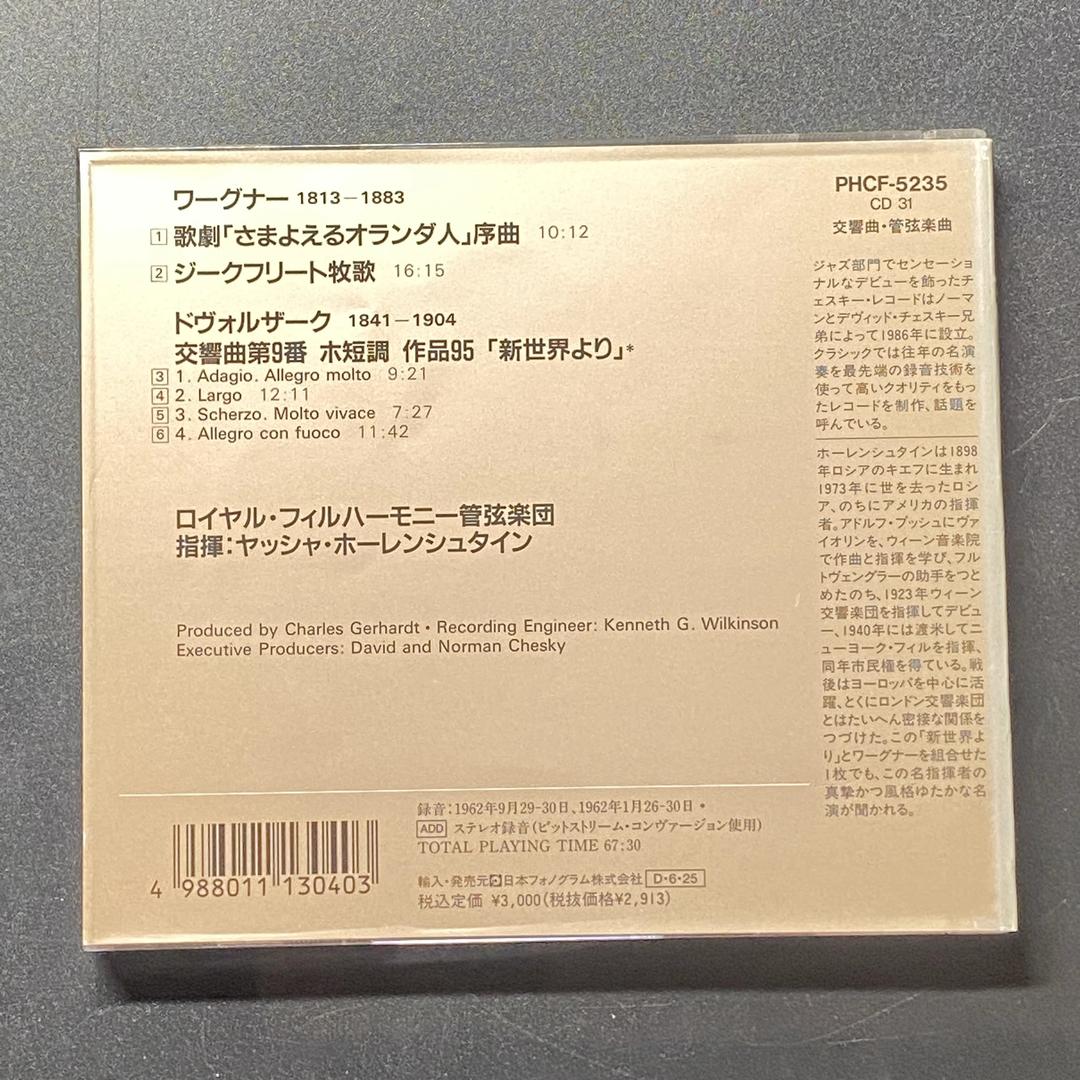 ワーグナー 1813－1883
1 歌劇「さまよえるオランダ人」序曲 10:12
2 ジークフリート牧歌 16:15
ドヴォルザーク 1841－1904
交響曲第9番 ホ短調 作品95 「新世界より」*
3 1. Adagio. Allegro molto 9:21
4 2. Largo 12:11
5 3. Scherzo. Molto vivace 7:27
6 4. Allegro con fuoco 11:42
ロイヤル・フィルハーモニー管弦楽団
指揮：ヤッシャ・ホーレンシュタイン
Produced by Charles Gerhardt • Recording Engineer: Kenneth G. Wilkinson
Executive Producers: David and Norman Chesky
PHCF-5235
CD 31
交響曲・管弦楽曲
ジャズ部門でセンセーショ
ナルなデビューを飾ったチ
ェスキー・レコードはノーマ
ンとデヴィッド・チェスキー兄
弟によって1986年に設立。
クラシックでは往年の名演
奏を最先端の録音技術を
使って高いクオリティをもっ
たレコードを制作、話題を
呼んでいる。
ホーレンシュタインは1898
年ロシアのキエフに生まれ
1973年に世を去ったロシ
ア、のちにアメリカの指揮
者。アドルフ・ブッシュにヴァ
イオリンを、ウィーン音楽院
で作曲と指揮を学び、フル
トヴェングラーの助手をつと
めたのち、1923年ウィーン
交響楽団を指揮してデビュ
ー、1940年には渡米してニ
ューヨーク・フィルを指揮、
同年市民権を得ている。戦
後はヨーロッパを中心に活
躍、とくにロンドン交響楽団
とはたいへん密接な関係を
つづけた。この「新世界よ
り」とワーグナーを組合せた
1枚でも、この名指揮者の
真摯かつ風格ゆたかな名
演が聞かれる。
録音：1962年9月29-30日、1962年1月26-30日 •
ADD ステレオ録音（ビットストリーム・コンヴァージョン使用）
TOTAL PLAYING TIME 67:30
輸入・発売元 日本フォノグラム株式会社 D・6・25
税込定価 ¥3,000（税抜価格¥2,913）
4 988011 130403